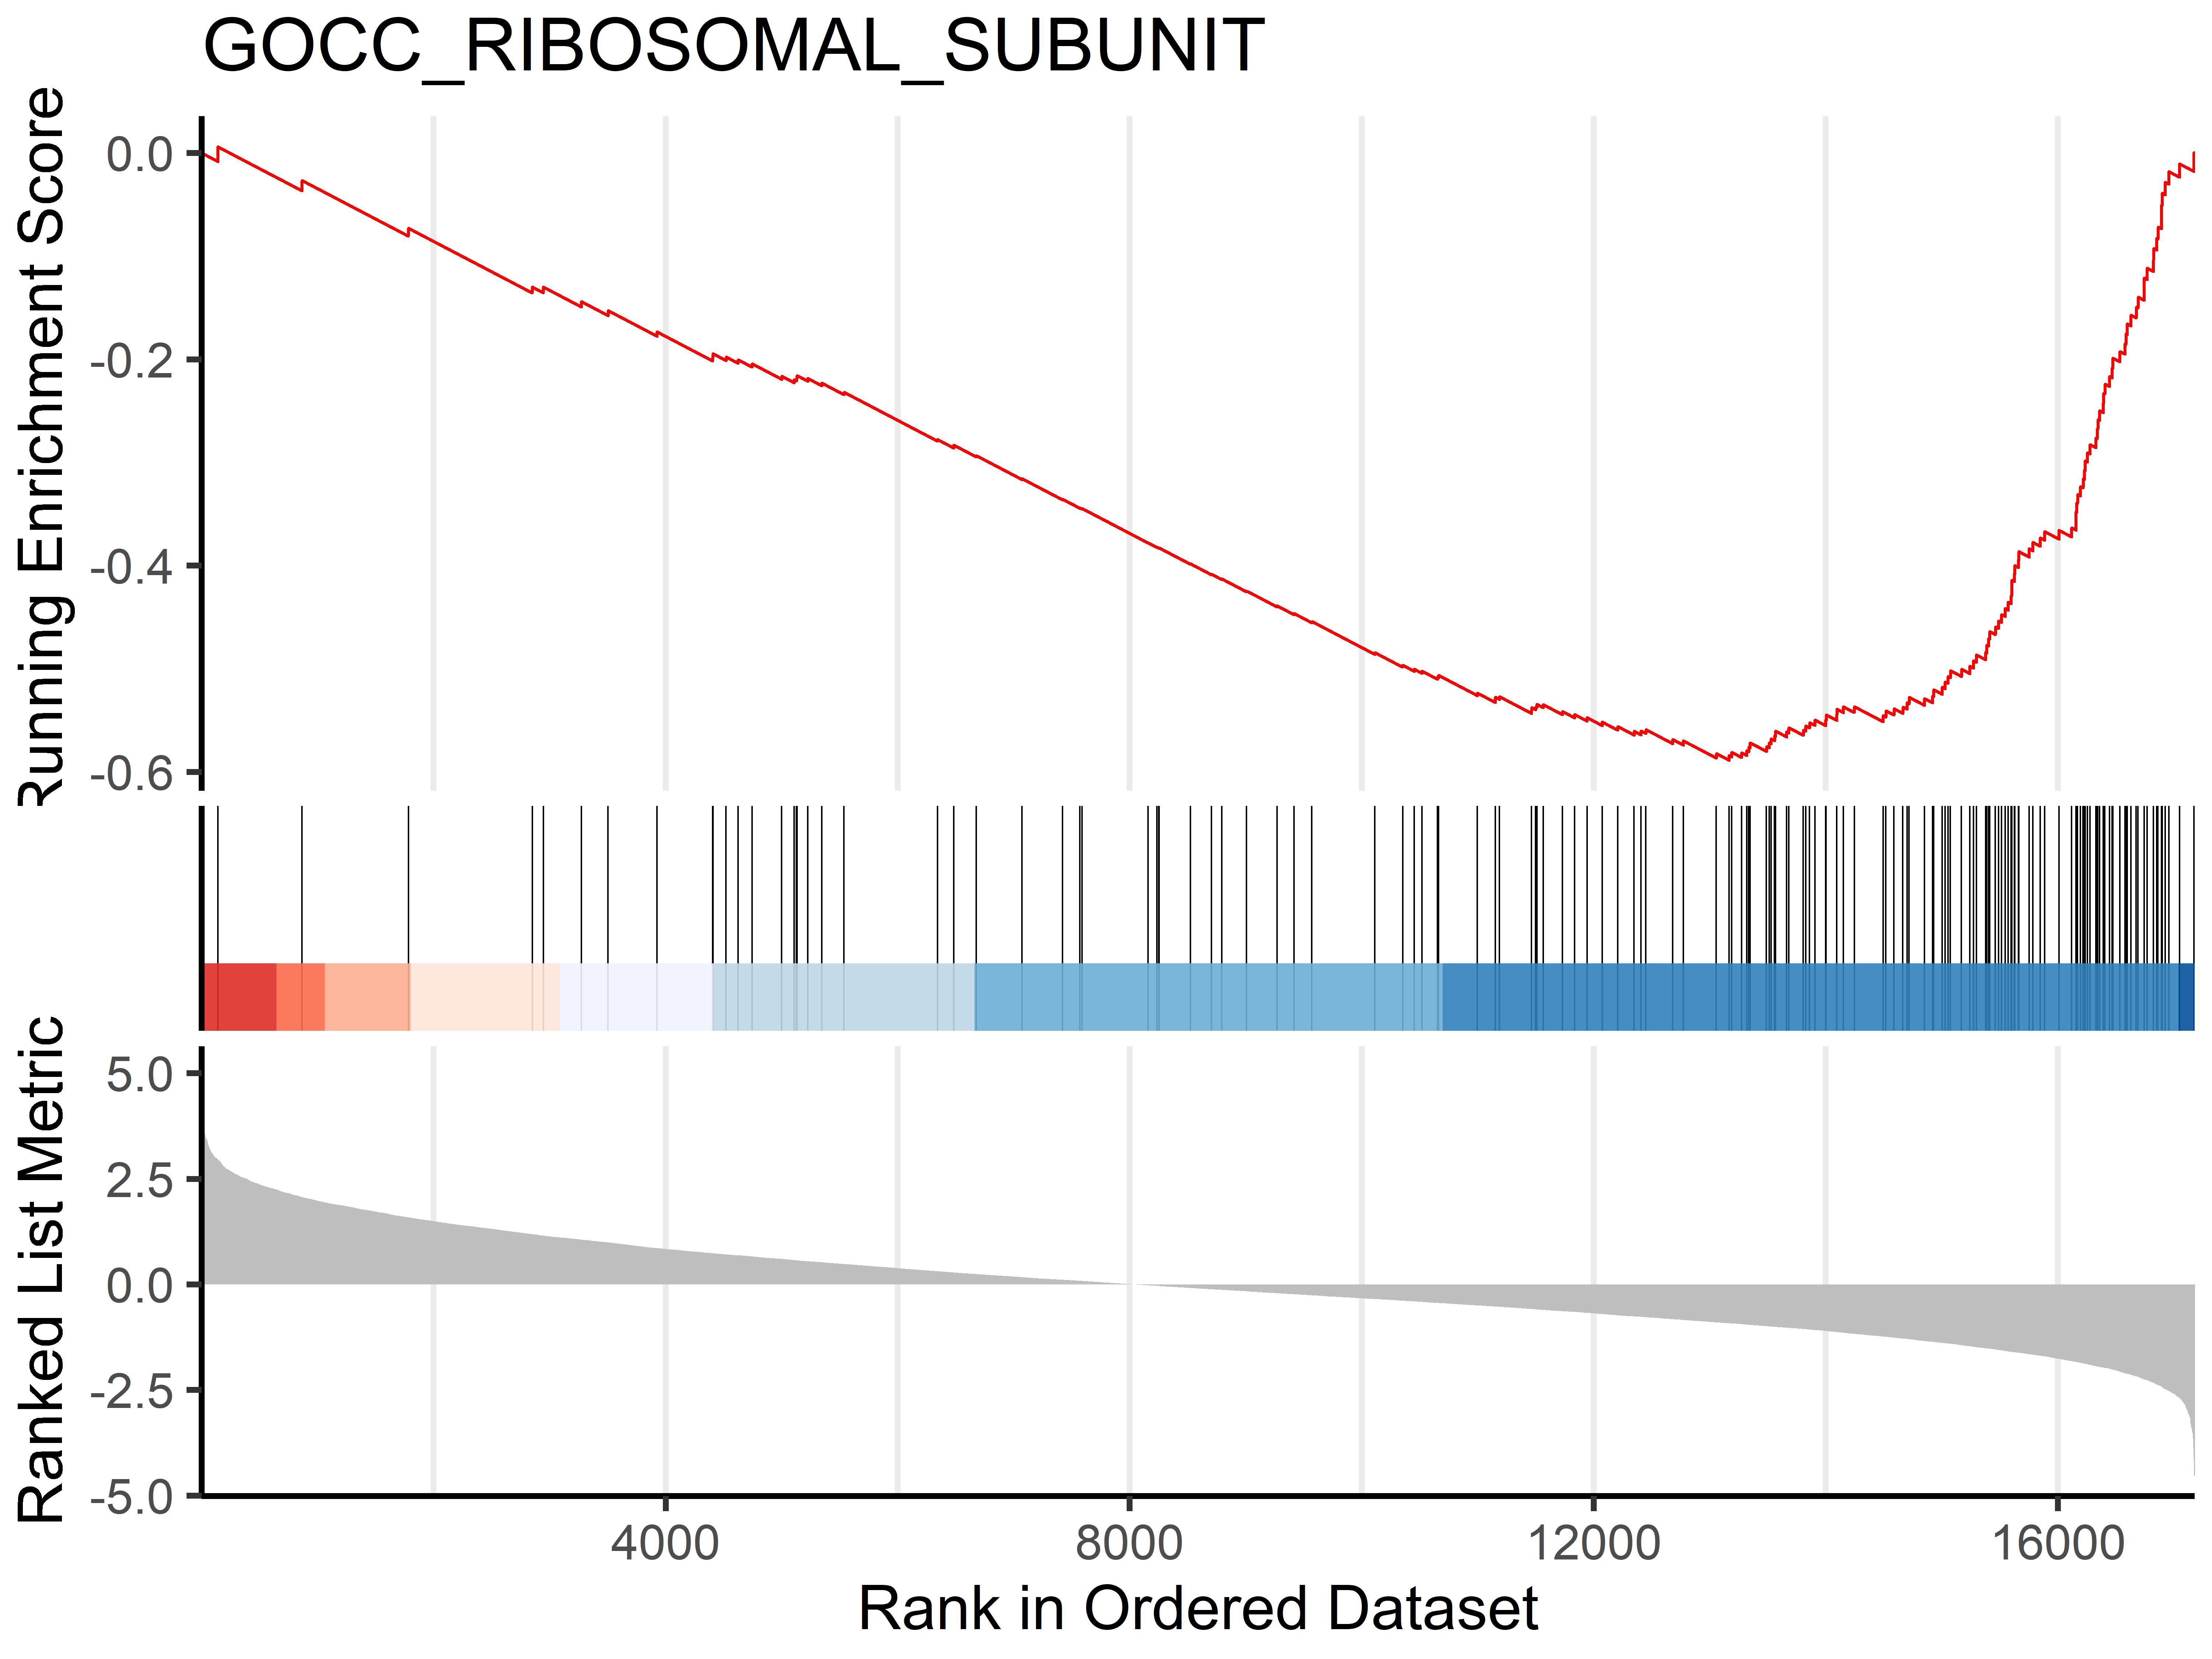 GOCC_RIBOSOMAL_SUBUNIT
Running Enrichment Score
0.0
-0.2
-0.4
-0.6
Ranked List Metric
5.0
2.5
0.0
-2.5
-5.0
4000 8000 12000 16000
Rank in Ordered Dataset